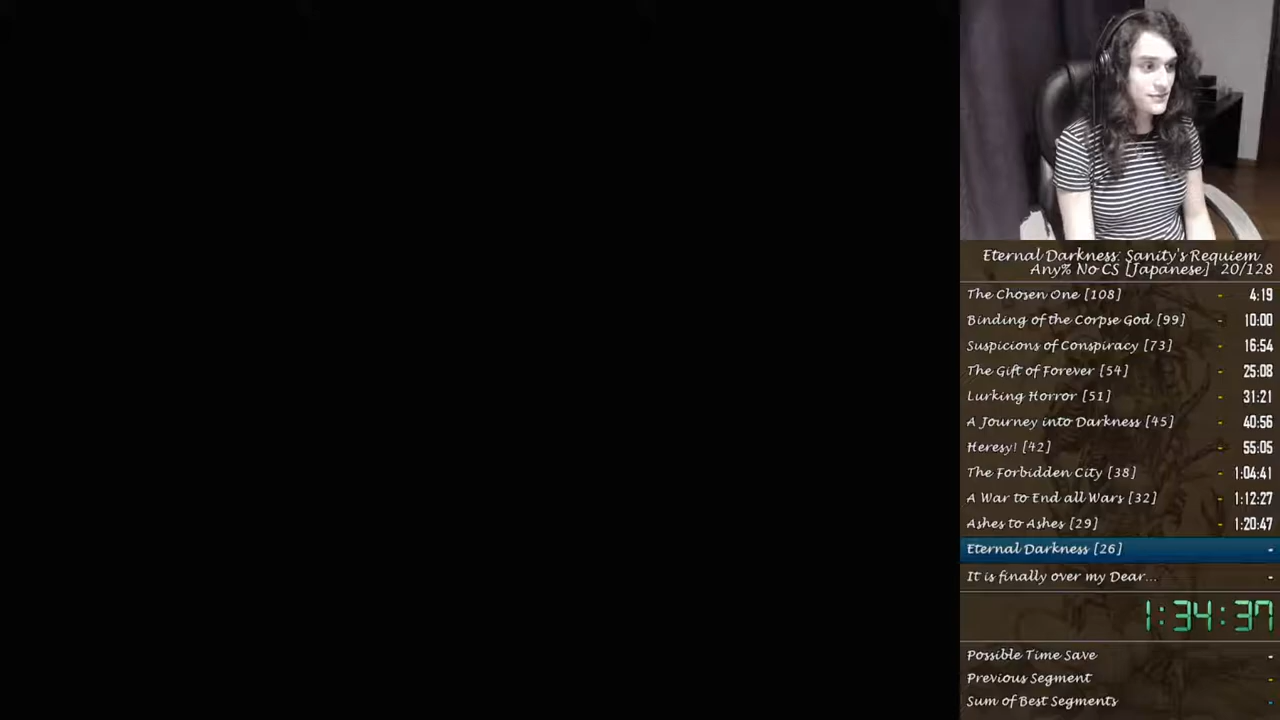 Eternal Darkness: Sanity's Requiem
Any% No CS [Japanese] 20/128
The Chosen One [108] - 4:19
Binding of the Corpse God [99] - 10:00
Suspicions of Conspiracy [73] - 16:54
The Gift of Forever [54] - 25:08
Lurking Horror [51] - 31:21
A Journey into Darkness [45] - 40:56
Heresy! [42] - 55:05
The Forbidden City [38] - 1:04:41
A War to End all Wars [32] - 1:12:27
Ashes to Ashes [29] - 1:20:47
Eternal Darkness [26] -
It is finally over my Dear... -
1:34:37
Possible Time Save -
Previous Segment -
Sum of Best Segments -